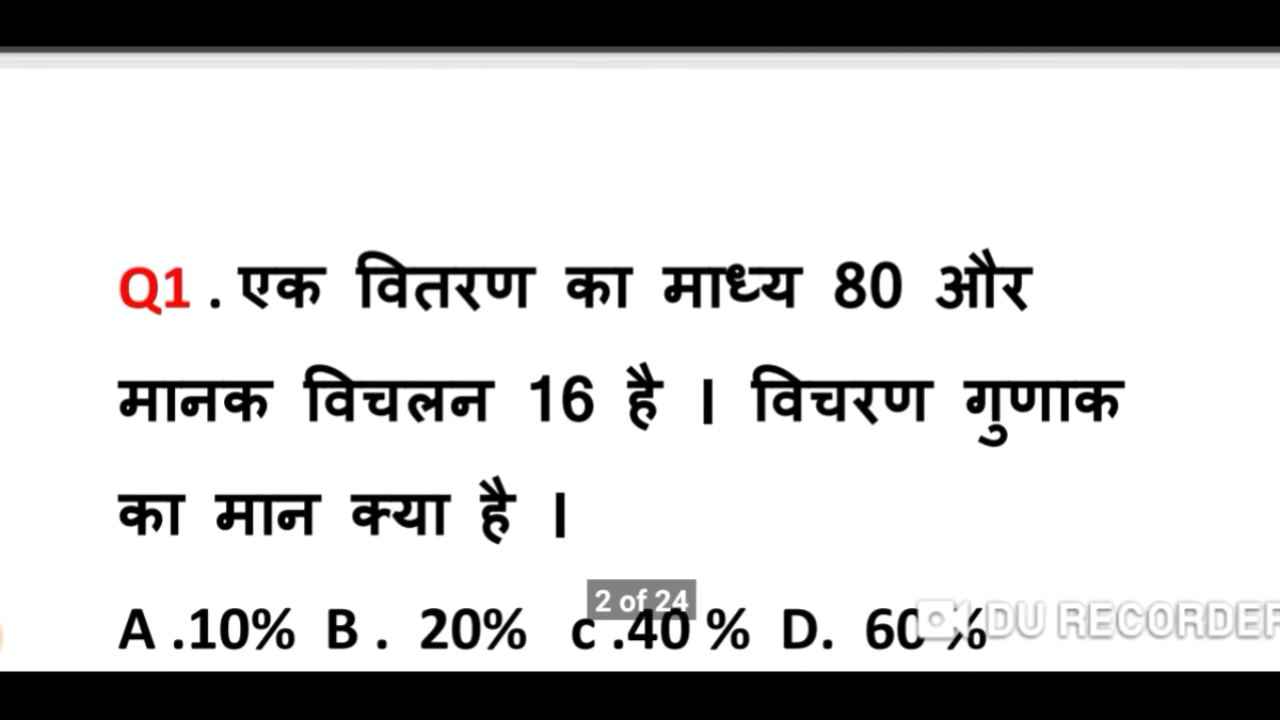 Q1 . एक वितरण का माध्य 80 और
मानक विचलन 16 है । विचरण गुणाक
का मान क्या है ।
2 of 24
A .10% B . 20% c .40 % D. 60 %
DU RECORDER